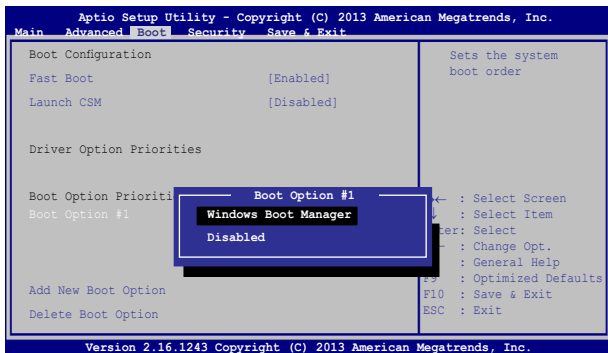 Aptio Setup Utility - Copyright (C) 2013 American Megatrends, Inc.
Main Advanced Boot Security Save & Exit
Boot Configuration
Fast Boot [Enabled]
Launch CSM [Disabled]
Driver Option Priorities
Boot Option Prioriti
Boot Option #1
Boot Option #1
Windows Boot Manager
Disabled
Add New Boot Option
Delete Boot Option
Sets the system
boot order
→← : Select Screen
: Select Item
ter: Select
: Change Opt.
: General Help
F9 : Optimized Defaults
F10 : Save & Exit
ESC : Exit
Version 2.16.1243 Copyright (C) 2013 American Megatrends, Inc.